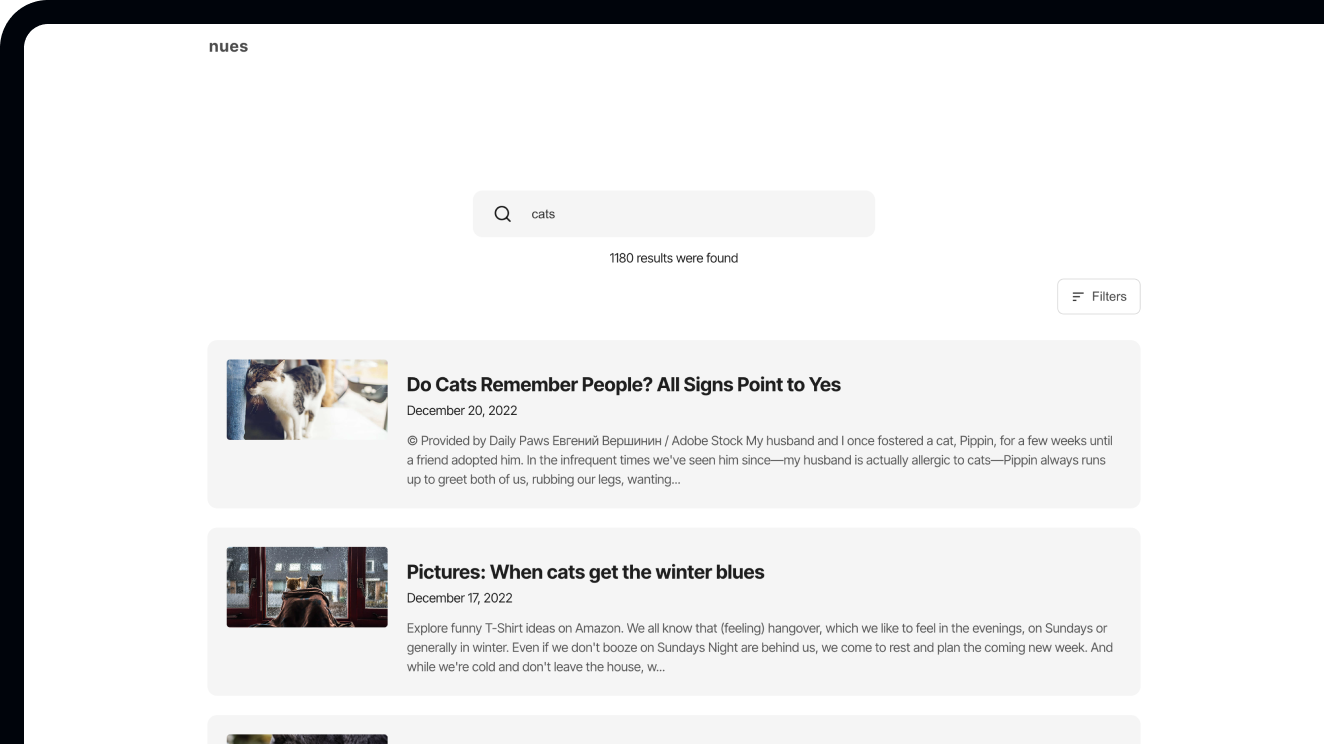 nues
cats
1180 results were found
Filters
Do Cats Remember People? All Signs Point to Yes
December 20, 2022
© Provided by Daily Paws Евгений Вершинин / Adobe Stock My husband and I once fostered a cat, Pippin, for a few weeks until
a friend adopted him. In the infrequent times we've seen him since—my husband is actually allergic to cats—Pippin always runs
up to greet both of us, rubbing our legs, wanting...
Pictures: When cats get the winter blues
December 17, 2022
Explore funny T-Shirt ideas on Amazon. We all know that (feeling) hangover, which we like to feel in the evenings, on Sundays or
generally in winter. Even if we don't booze on Sundays Night are behind us, we come to rest and plan the coming new week. And
while we're cold and don't leave the house, w...